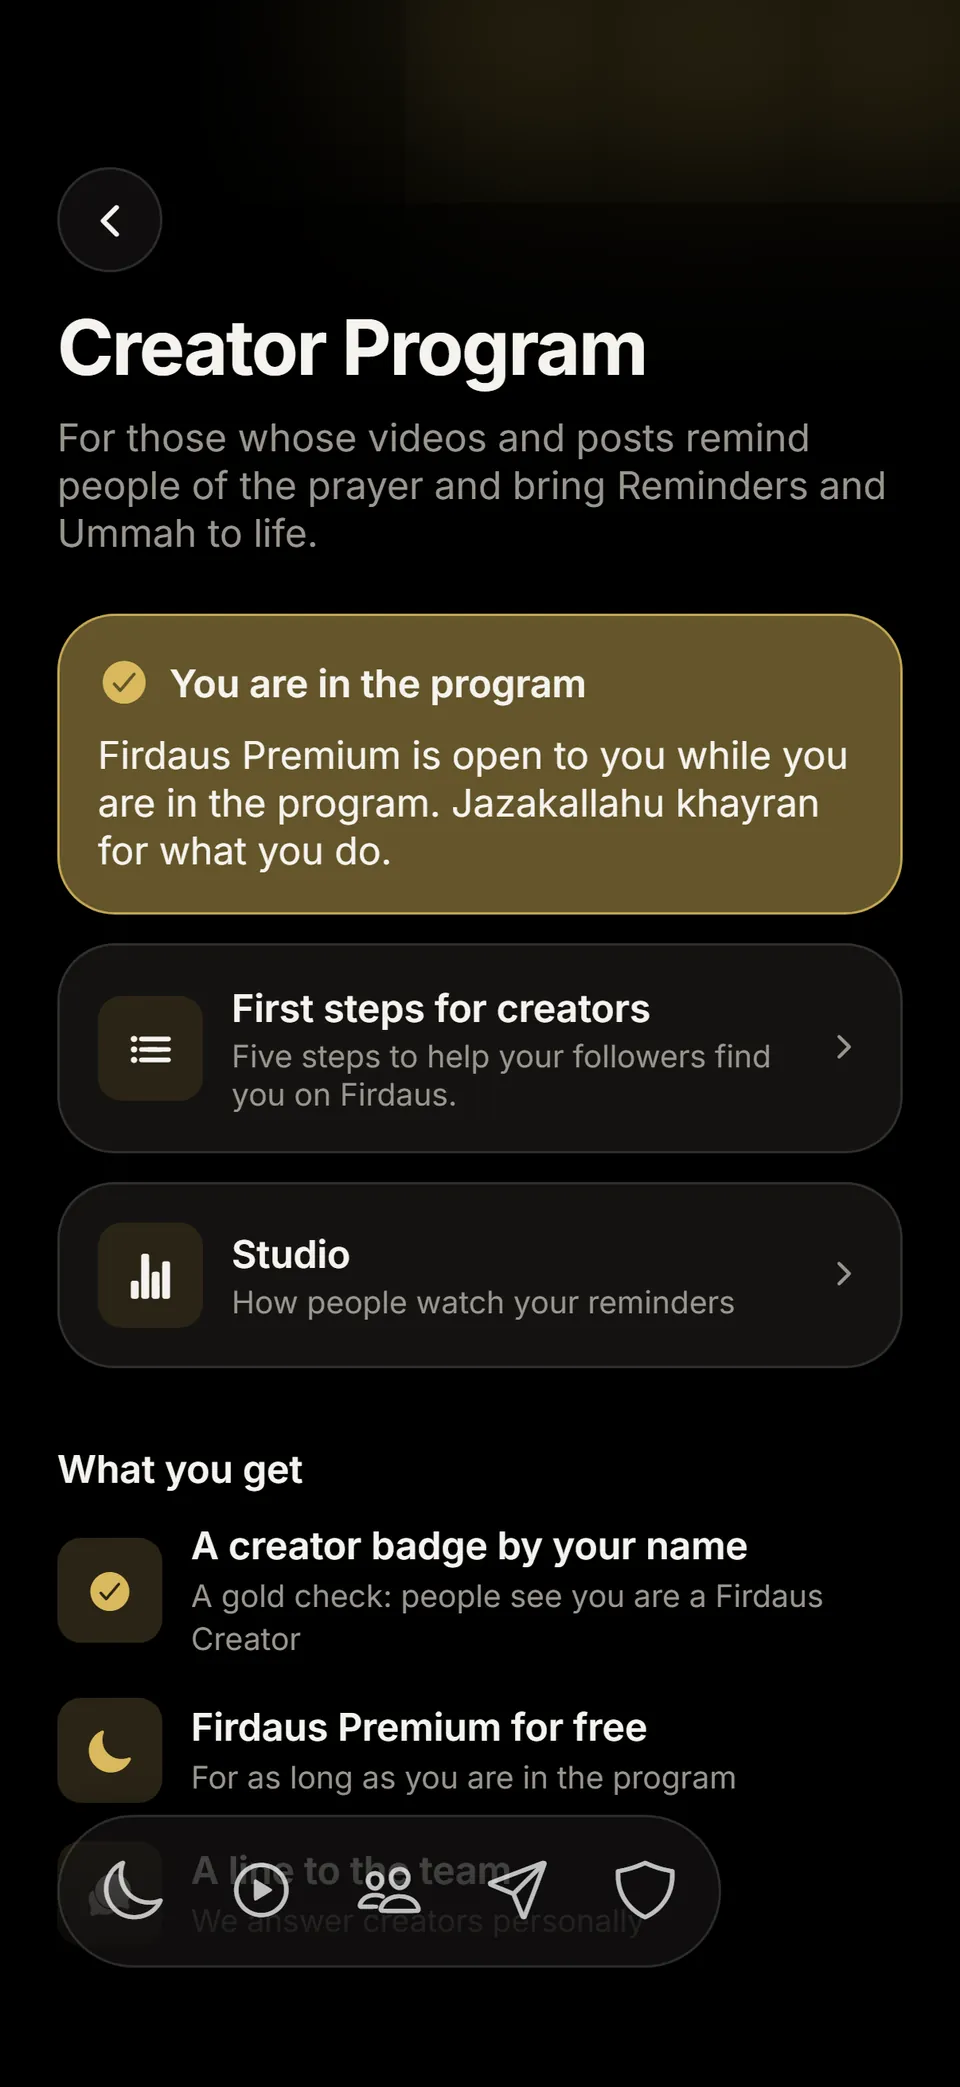 Creator Program
For those whose videos and posts remind
people of the prayer and bring Reminders and
Ummah to life.
You are in the program
Firdaus Premium is open to you while you
are in the program. Jazakallahu khayran
for what you do.
First steps for creators
Five steps to help your followers find
you on Firdaus.
Studio
How people watch your reminders
What you get
A creator badge by your name
A gold check: people see you are a Firdaus
Creator
Firdaus Premium for free
For as long as you are in the program
A line to the team
We answer creators personally